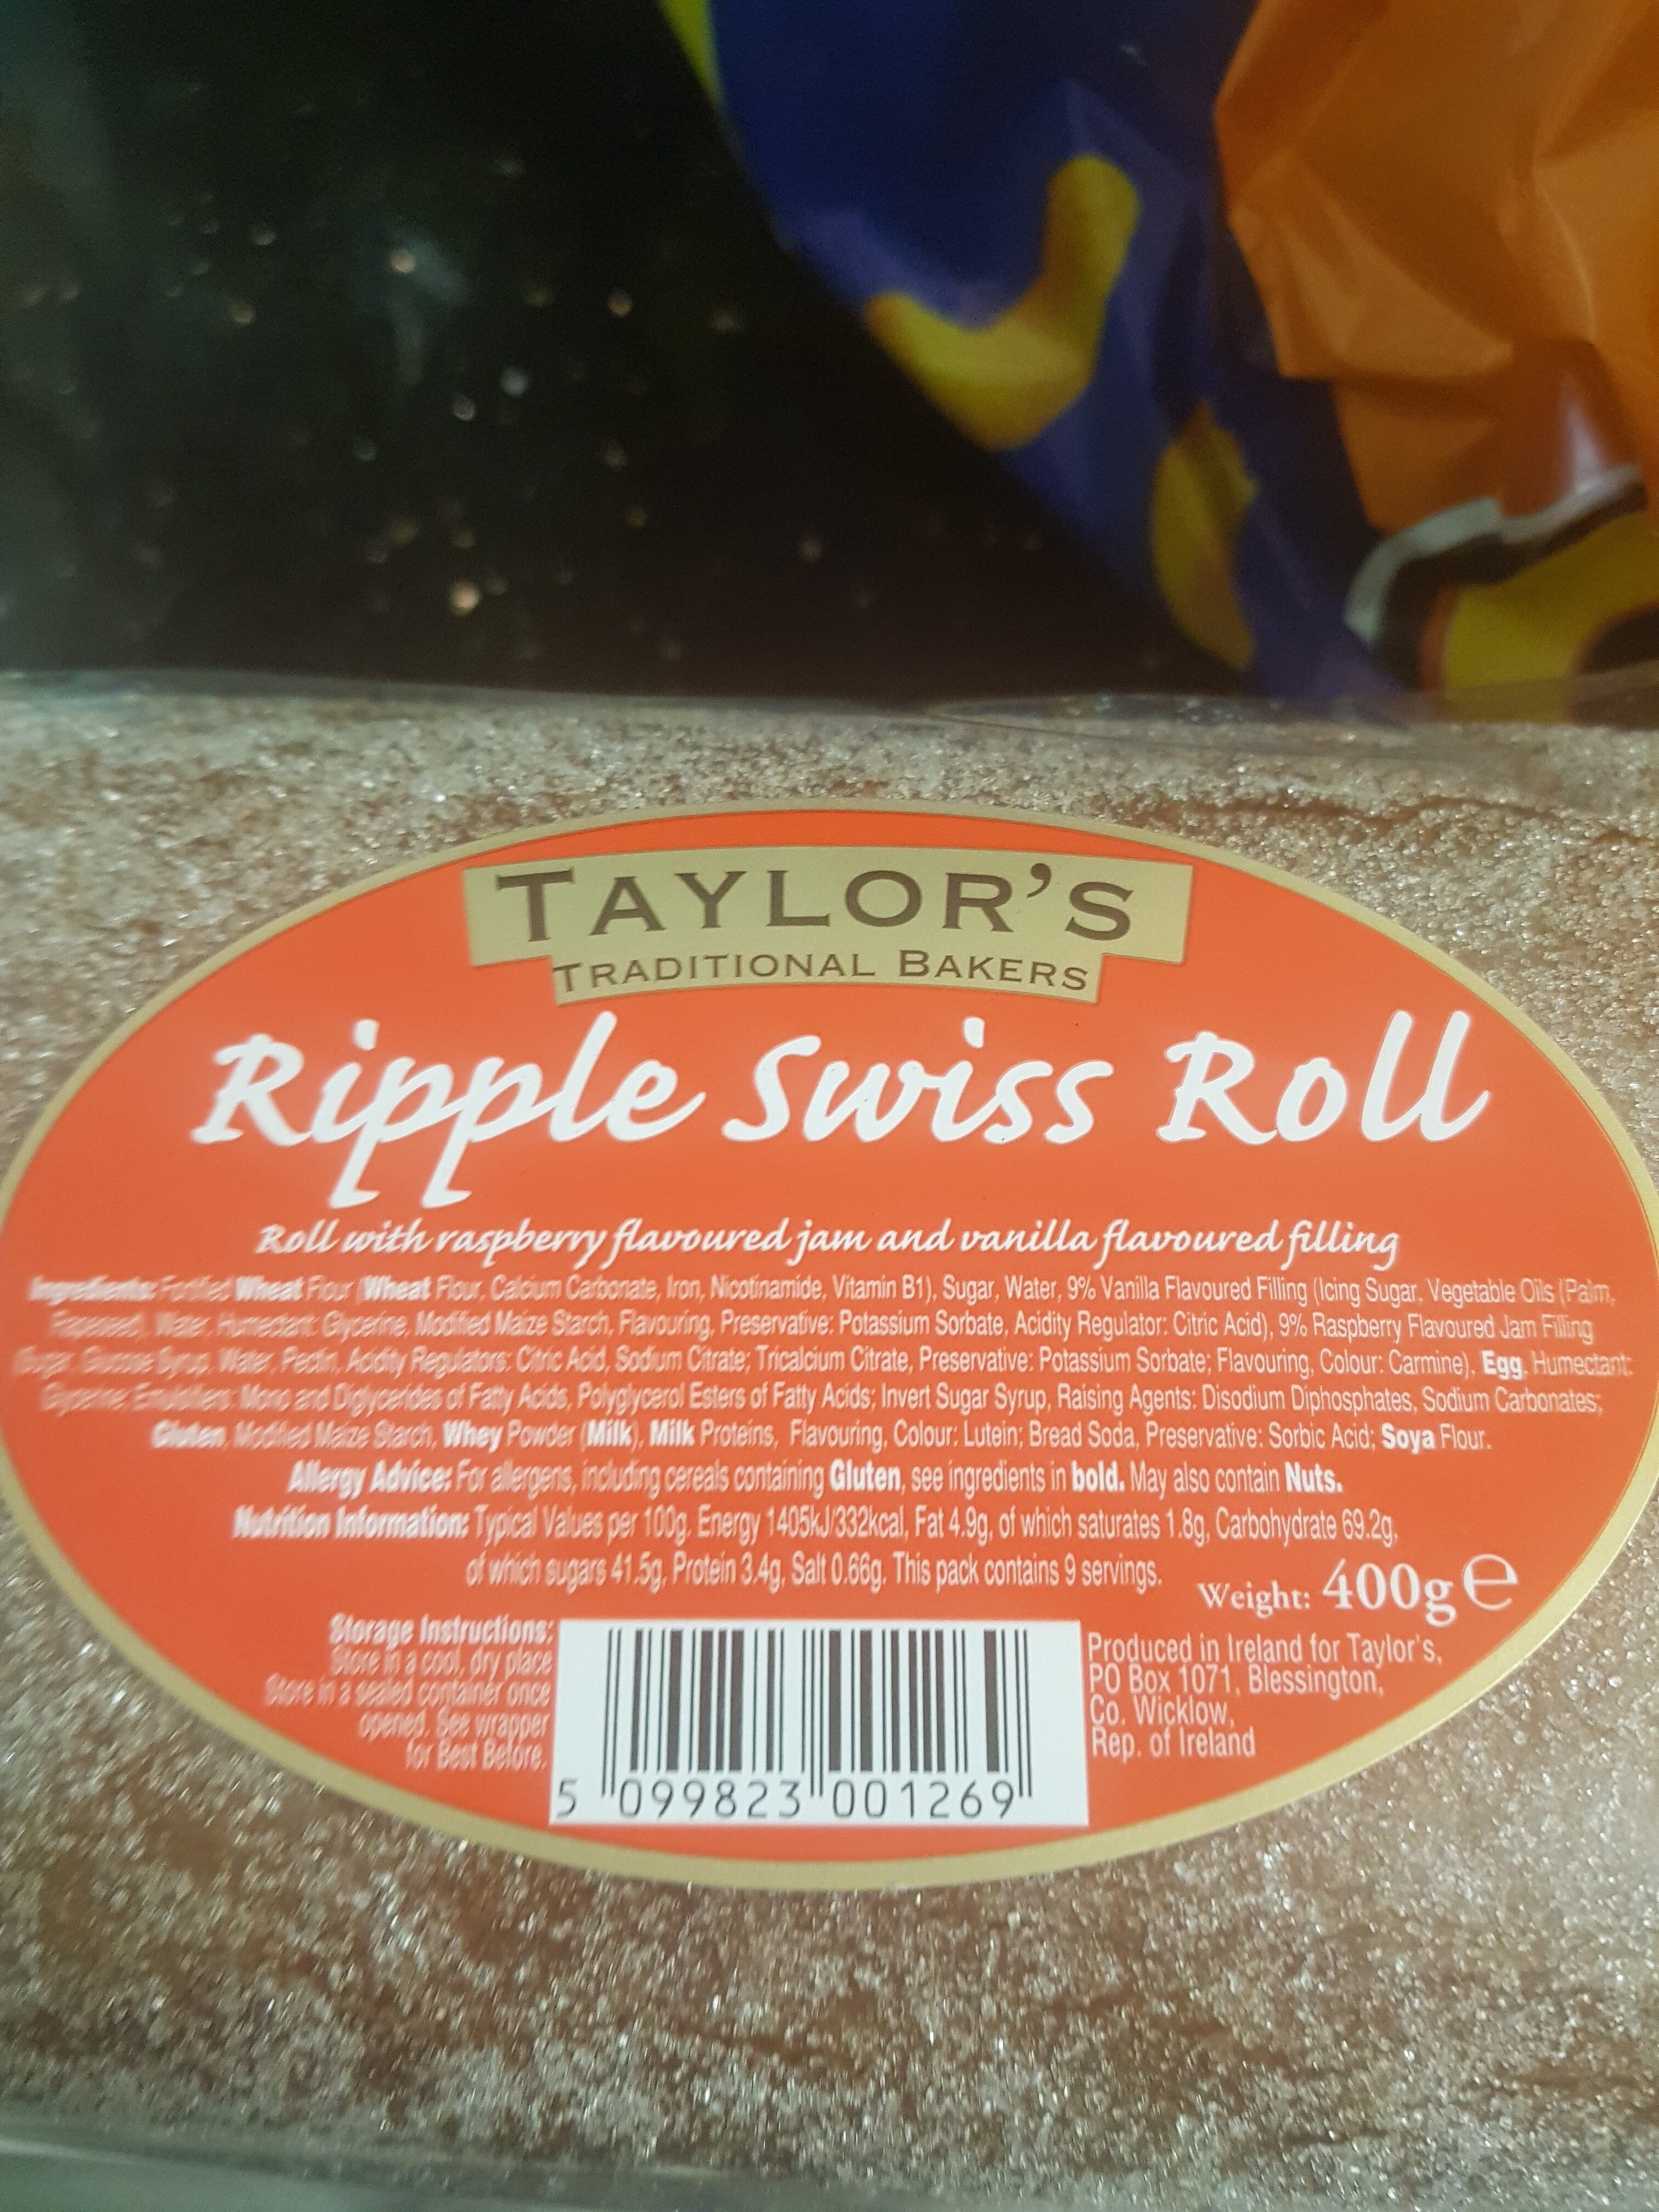 TAYLOR'S
TRADITIONAL BAKERS
Ripple Swiss Roll
Roll with raspberry flavoured jam and vanilla flavoured filling
Ingredients: Fortified Wheat Flour (Wheat Flour, Calcium Carbonate, Iron, Nicotinamide, Vitamin B1), Sugar, Water, 9% Vanilla Flavoured Filling (Icing Sugar, Vegetable Oils (Palm,
Rapeseed), Water, Humectant: Glycerine, Modified Maize Starch, Flavouring, Preservative: Potassium Sorbate, Acidity Regulator: Citric Acid), 9% Raspberry Flavoured Jam Filling
Sugar, Glucose Syrup, Water, Pectin, Acidity Regulators: Citric Acid, Sodium Citrate; Tricalcium Citrate, Preservative: Potassium Sorbate; Flavouring, Colour: Carmine), Egg, Humectant:
Glycerine; Emulsifiers: Mono and Diglycerides of Fatty Acids, Polyglycerol Esters of Fatty Acids; Invert Sugar Syrup, Raising Agents: Disodium Diphosphates, Sodium Carbonates;
Gluten, Modified Maize Starch, Whey Powder (Milk), Milk Proteins, Flavouring, Colour: Lutein; Bread Soda, Preservative: Sorbic Acid; Soya Flour.
Allergy Advice: For allergens, including cereals containing Gluten, see ingredients in bold. May also contain Nuts.
Nutrition Information: Typical Values per 100g. Energy 1405kJ/332kcal, Fat 4.9g, of which saturates 1.8g, Carbohydrate 69.2g,
of which sugars 41.5g, Protein 3.4g, Salt 0.66g. This pack contains 9 servings.
Weight: 400g e
Storage Instructions:
Store in a cool, dry place
Store in a sealed container once
opened. See wrapper
for Best Before.
5 099823 001269
Produced in Ireland for Taylor's,
PO Box 1071, Blessington,
Co. Wicklow,
Rep. of Ireland